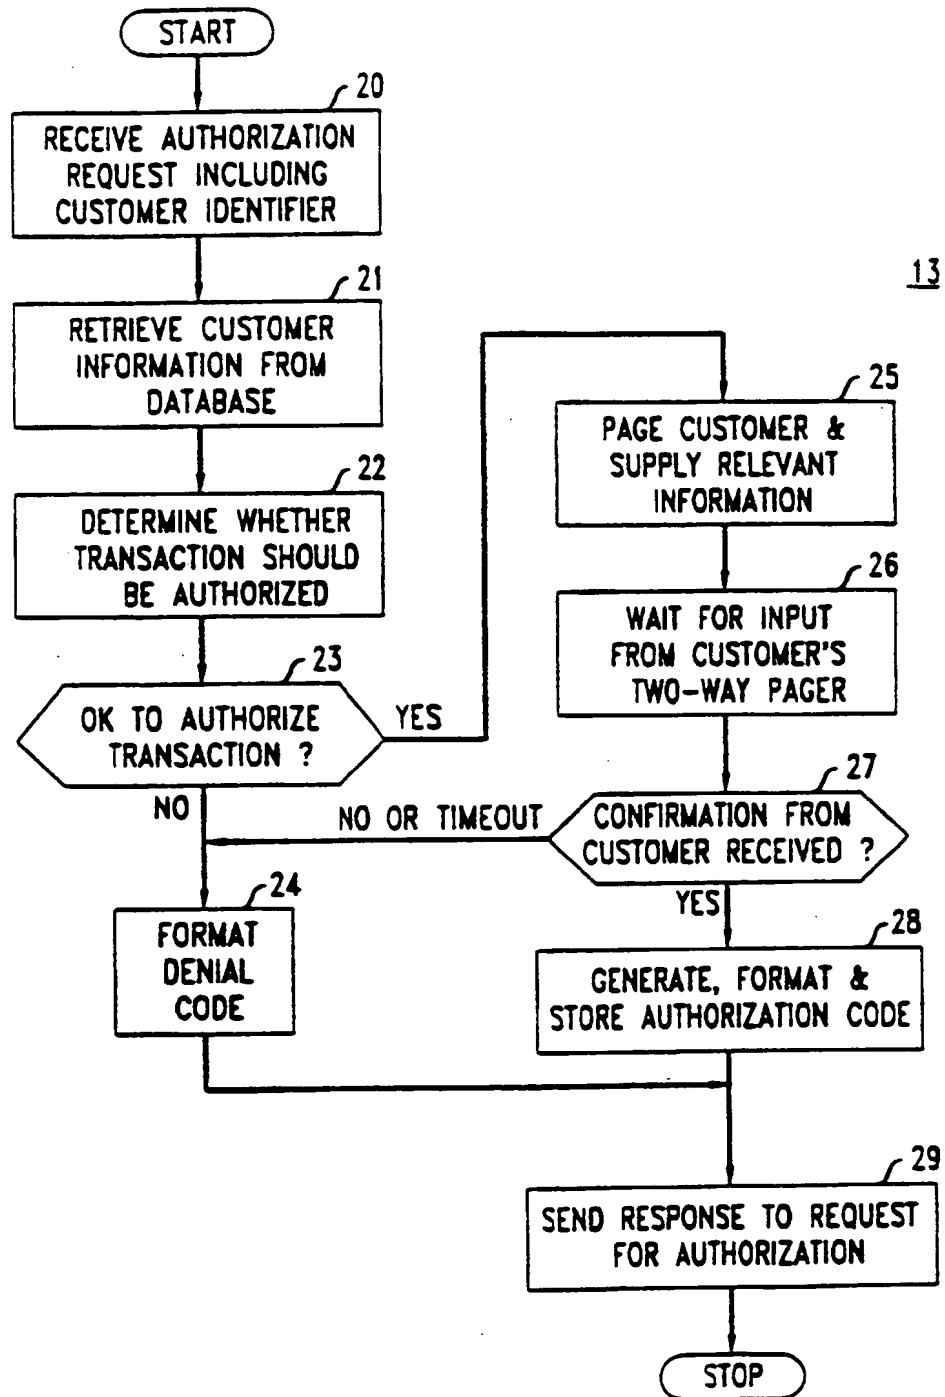 START
20
RECEIVE AUTHORIZATION
REQUEST INCLUDING
CUSTOMER IDENTIFIER
21
RETRIEVE CUSTOMER
INFORMATION FROM
DATABASE
22
DETERMINE WHETHER
TRANSACTION SHOULD
BE AUTHORIZED
23
OK TO AUTHORIZE
TRANSACTION ?
YES
NO
24
FORMAT
DENIAL
CODE
13
25
PAGE CUSTOMER &
SUPPLY RELEVANT
INFORMATION
26
WAIT FOR INPUT
FROM CUSTOMER'S
TWO-WAY PAGER
27
CONFIRMATION FROM
CUSTOMER RECEIVED ?
NO OR TIMEOUT
YES
28
GENERATE, FORMAT &
STORE AUTHORIZATION CODE
29
SEND RESPONSE TO REQUEST
FOR AUTHORIZATION
STOP